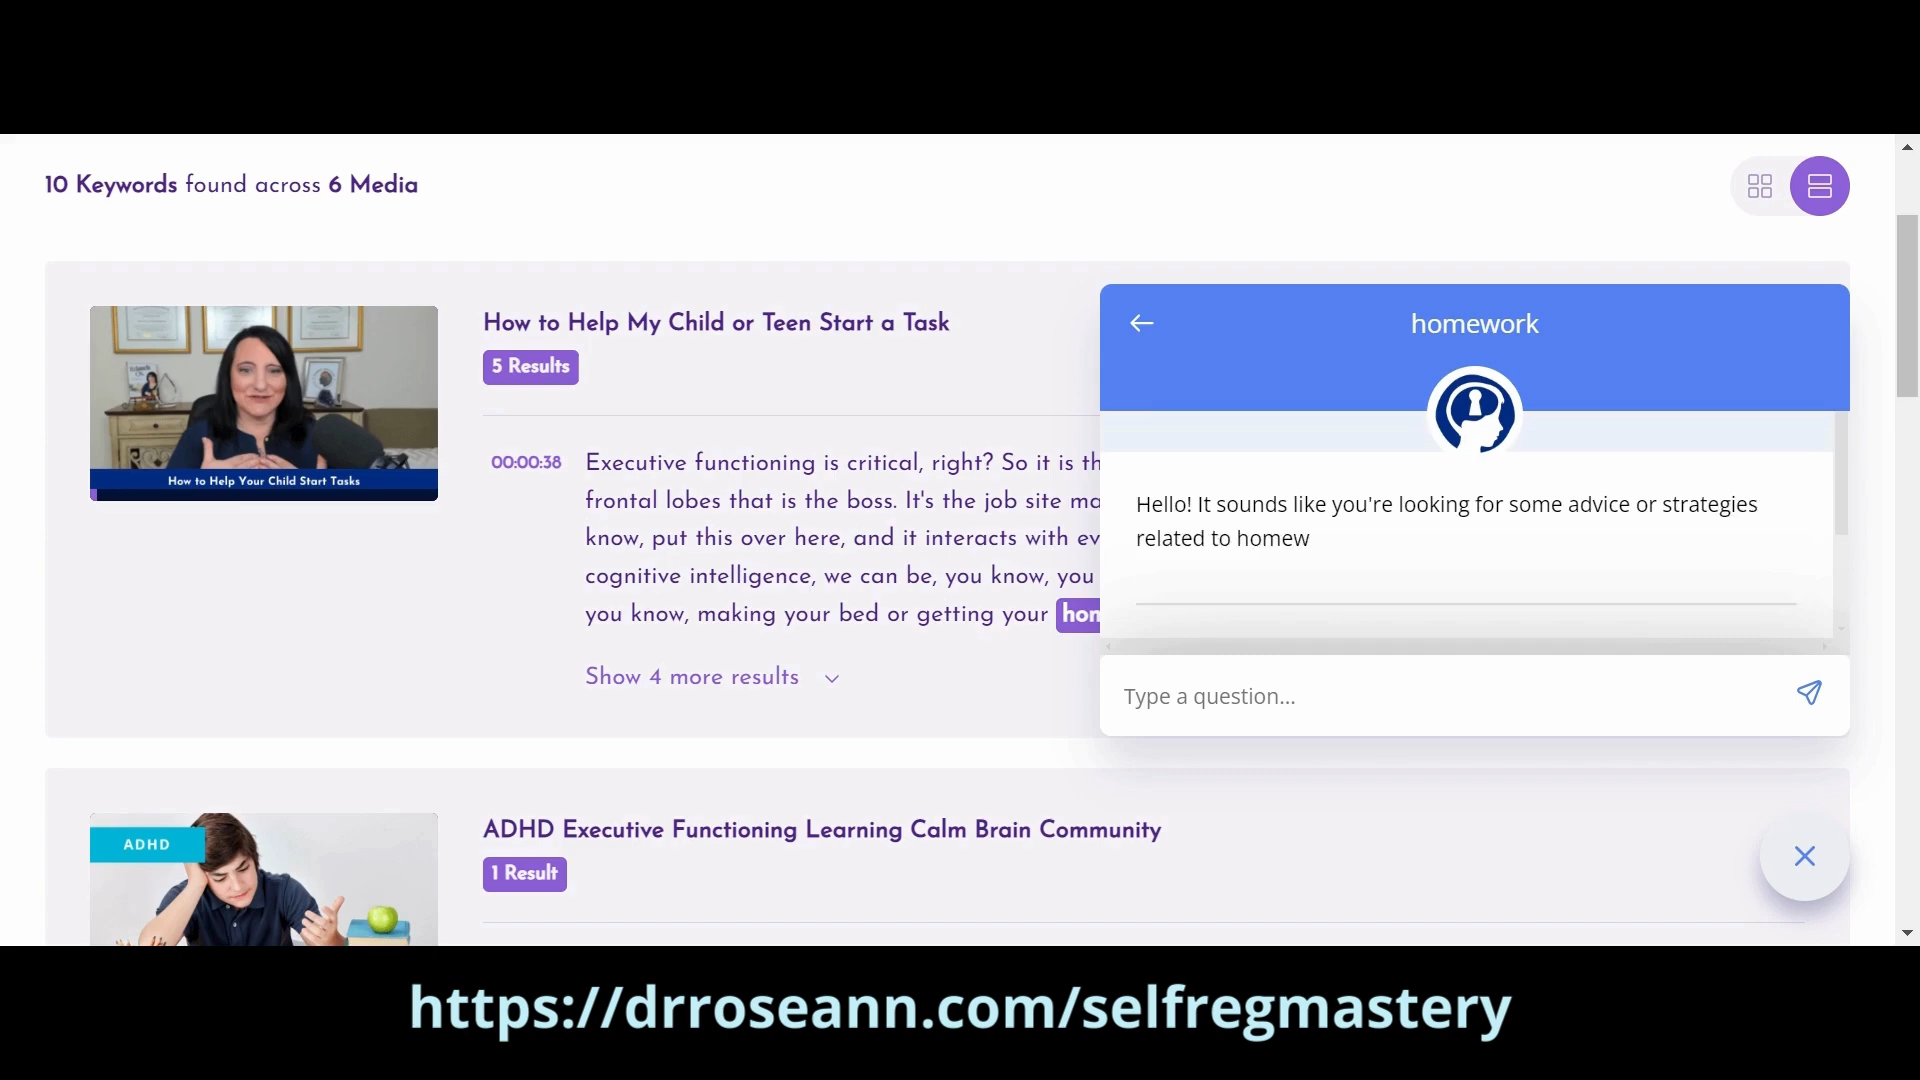 10 Keywords found across 6 Media
How to Help My Child or Teen Start a Task
5 Results
How to Help Your Child Start Tasks
00:00:38
Executive functioning is critical, right? So it is th
frontal lobes that is the boss. It's the job site ma
know, put this over here, and it interacts with ev
cognitive intelligence, we can be, you know, you
you know, making your bed or getting your hom
Show 4 more results
homework
Hello! It sounds like you're looking for some advice or strategies
related to homew
Type a question...
ADHD
ADHD Executive Functioning Learning Calm Brain Community
1 Result
https://drroseann.com/selfregmastery